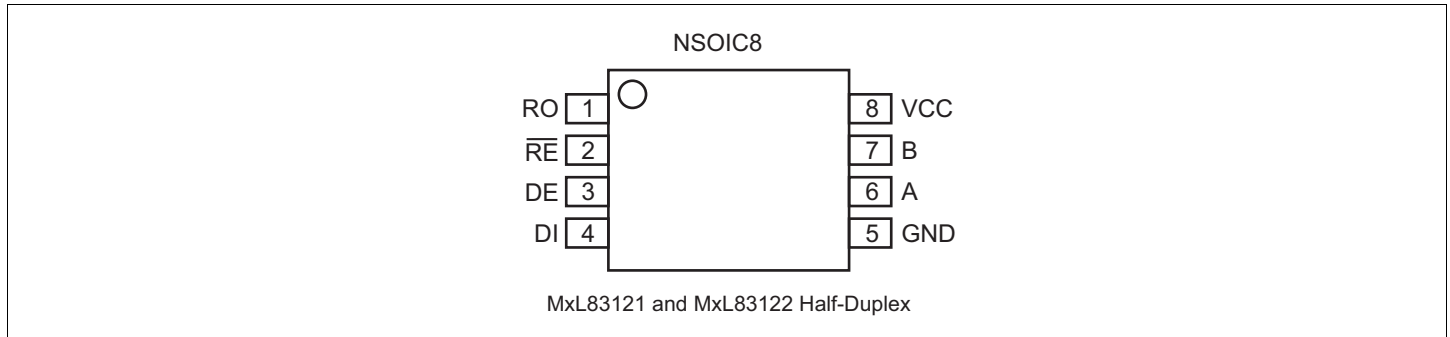 NSOIC8
RO 1 8 VCC
R̅E̅ 2 7 B
DE 3 6 A
DI 4 5 GND
MxL83121 and MxL83122 Half-Duplex